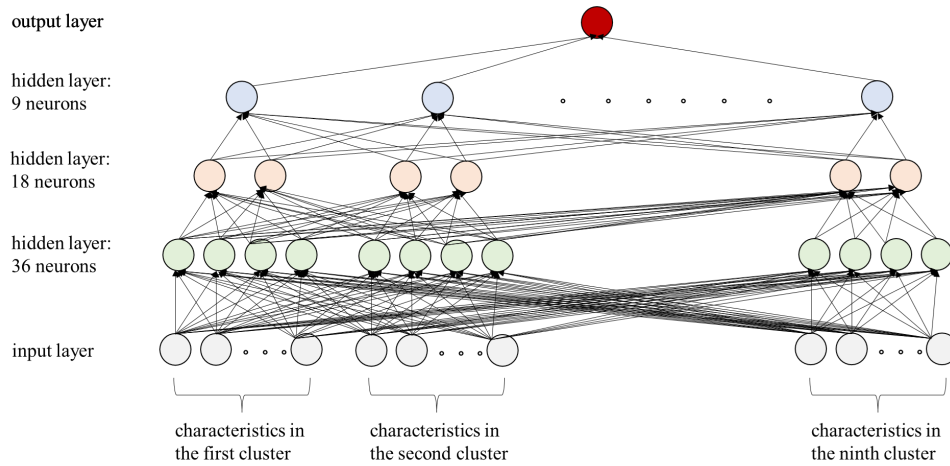 output layer
hidden layer:
9 neurons
hidden layer:
18 neurons
hidden layer:
36 neurons
input layer
characteristics in
the first cluster
characteristics in
the second cluster
characteristics in
the ninth cluster